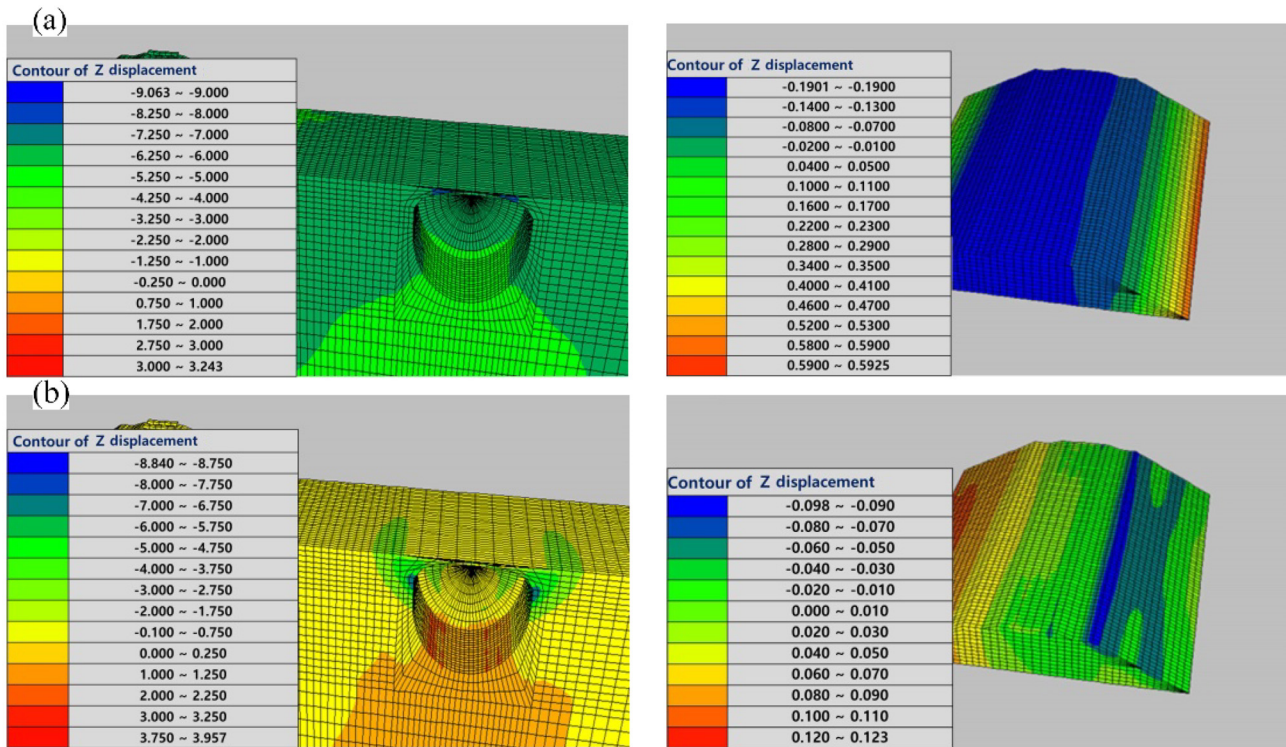 (a)
Contour of Z displacement
-9.063 ~ -9.000
-8.250 ~ -8.000
-7.250 ~ -7.000
-6.250 ~ -6.000
-5.250 ~ -5.000
-4.250 ~ -4.000
-3.250 ~ -3.000
-2.250 ~ -2.000
-1.250 ~ -1.000
-0.250 ~ 0.000
0.750 ~ 1.000
1.750 ~ 2.000
2.750 ~ 3.000
3.000 ~ 3.243
Contour of Z displacement
-0.1901 ~ -0.1900
-0.1400 ~ -0.1300
-0.0800 ~ -0.0700
-0.0200 ~ -0.0100
0.0400 ~ 0.0500
0.1000 ~ 0.1100
0.1600 ~ 0.1700
0.2200 ~ 0.2300
0.2800 ~ 0.2900
0.3400 ~ 0.3500
0.4000 ~ 0.4100
0.4600 ~ 0.4700
0.5200 ~ 0.5300
0.5800 ~ 0.5900
0.5900 ~ 0.5925
(b)
Contour of Z displacement
-8.840 ~ -8.750
-8.000 ~ -7.750
-7.000 ~ -6.750
-6.000 ~ -5.750
-5.000 ~ -4.750
-4.000 ~ -3.750
-3.000 ~ -2.750
-2.000 ~ -1.750
-0.100 ~ -0.750
0.000 ~ 0.250
1.000 ~ 1.250
2.000 ~ 2.250
3.000 ~ 3.250
3.750 ~ 3.957
Contour of Z displacement
-0.098 ~ -0.090
-0.080 ~ -0.070
-0.060 ~ -0.050
-0.040 ~ -0.030
-0.020 ~ -0.010
0.000 ~ 0.010
0.020 ~ 0.030
0.040 ~ 0.050
0.060 ~ 0.070
0.080 ~ 0.090
0.100 ~ 0.110
0.120 ~ 0.123